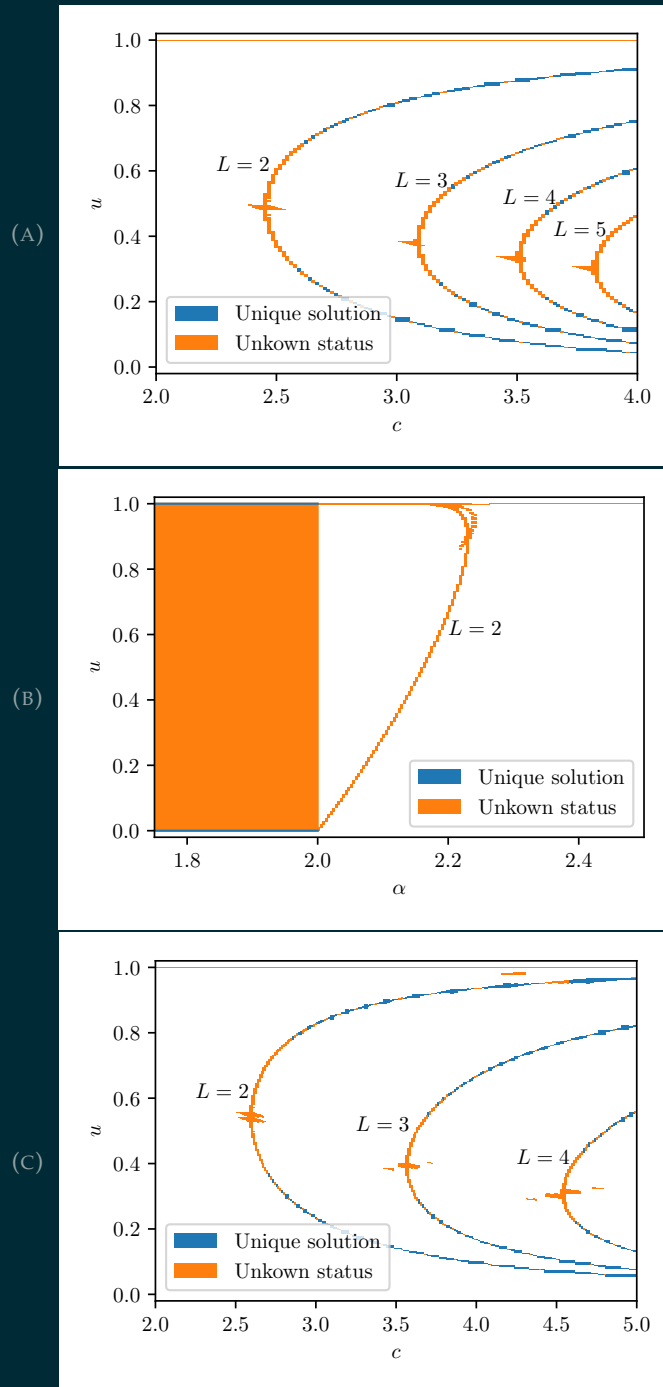 (A)
1.0
0.8
0.6
0.4
0.2
0.0
u
L = 2
L = 3
L = 4
L = 5
Unique solution
Unkown status
2.0 2.5 3.0 3.5 4.0
c
(B)
1.0
0.8
0.6
0.4
0.2
0.0
u
L = 2
Unique solution
Unkown status
1.8 2.0 2.2 2.4
α
(C)
1.0
0.8
0.6
0.4
0.2
0.0
u
L = 2
L = 3
L = 4
Unique solution
Unkown status
2.0 2.5 3.0 3.5 4.0 4.5 5.0
c